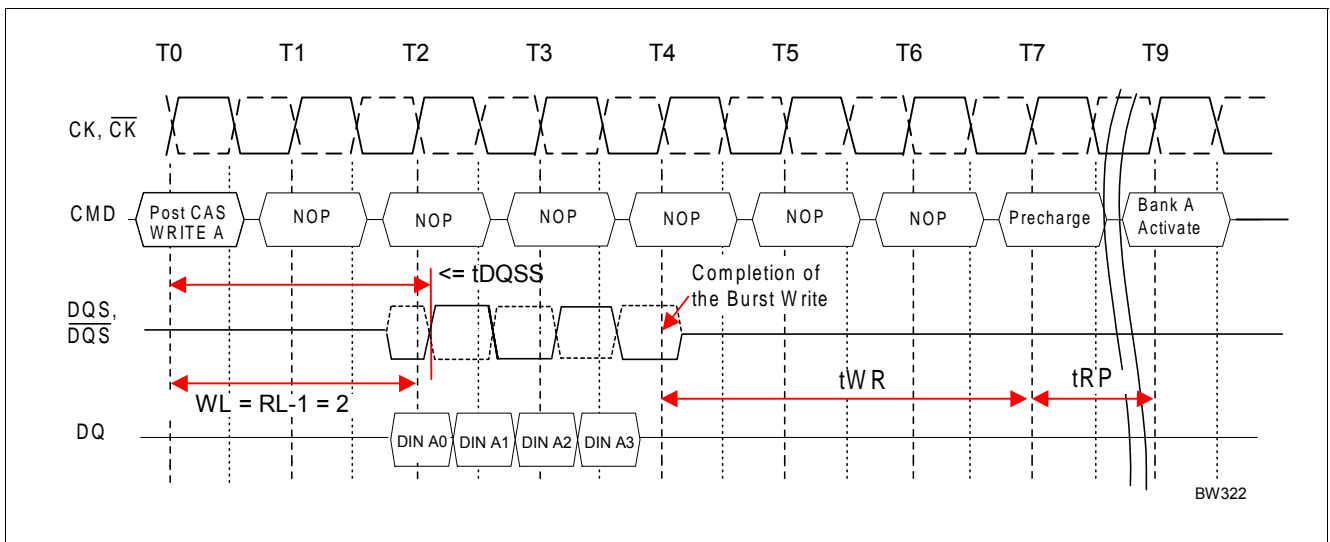 T0 T1 T2 T3 T4 T5 T6 T7 T9
CK, CK
CMD
Post CAS
WRITE A
NOP NOP NOP NOP NOP NOP Precharge
Bank A
Activate
<= tDQSS
Completion of
the Burst Write
DQS,
DQS
tWR
tRP
WL = RL-1 = 2
DQ
DIN A0 DIN A1 DIN A2 DIN A3
BW322